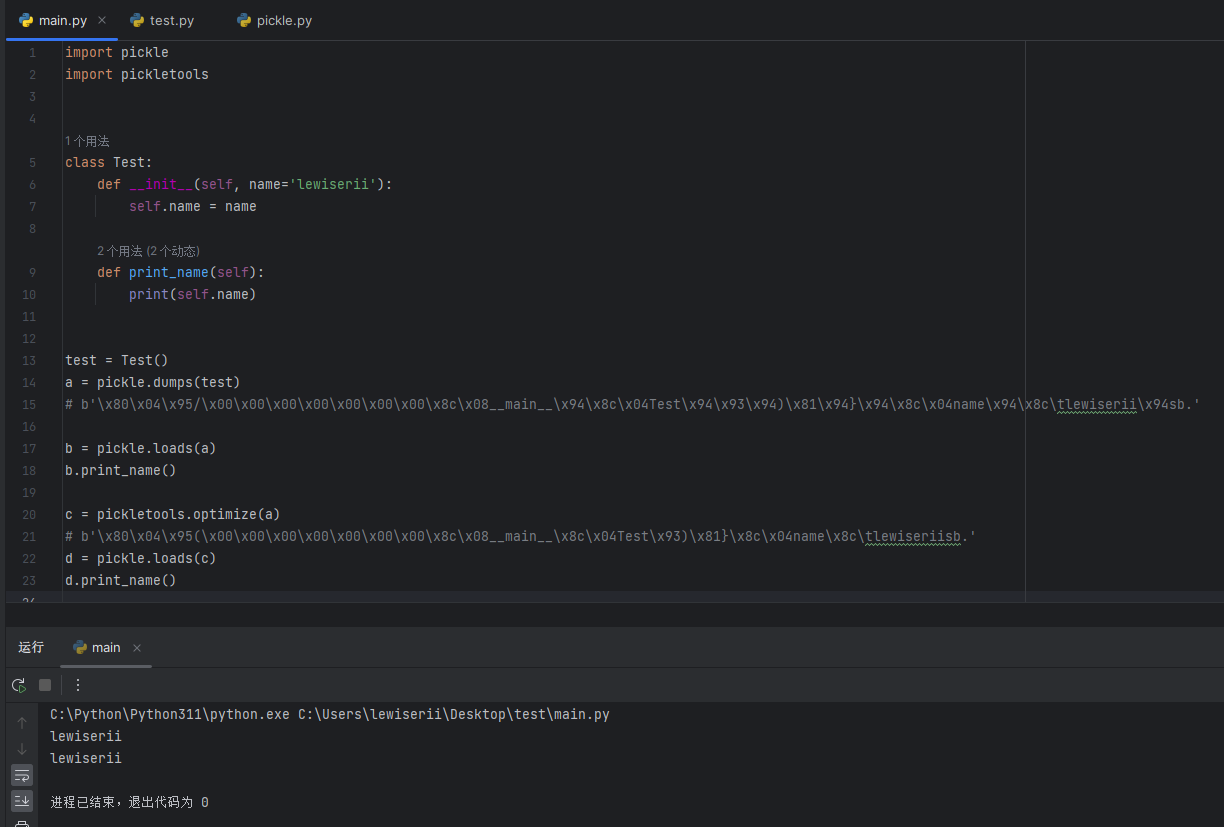 main.py × test.py pickle.py
1 import pickle
2 import pickletools
3
4
1个用法
5 class Test:
6 def __init__(self, name='lewiserii'):
7 self.name = name
8
2个用法 (2个动态)
9 def print_name(self):
10 print(self.name)
11
12
13 test = Test()
14 a = pickle.dumps(test)
15 # b'\x80\x04\x95/\x00\x00\x00\x00\x00\x00\x00\x8c\x08__main__\x94\x8c\x04Test\x94\x93\x94)\x81\x94}\x94\x8c\x04name\x94\x8c\tlewiserii\x94sb.'
16
17 b = pickle.loads(a)
18 b.print_name()
19
20 c = pickletools.optimize(a)
21 # b'\x80\x04\x95(\x00\x00\x00\x00\x00\x00\x00\x8c\x08__main__\x8c\x04Test\x93)\x81}\x8c\x04name\x8c\tlewiseriisb.'
22 d = pickle.loads(c)
23 d.print_name()
运行 main ×
C:\Python\Python311\python.exe C:\Users\lewiserii\Desktop\test\main.py
lewiserii
lewiserii
进程已结束，退出代码为 0